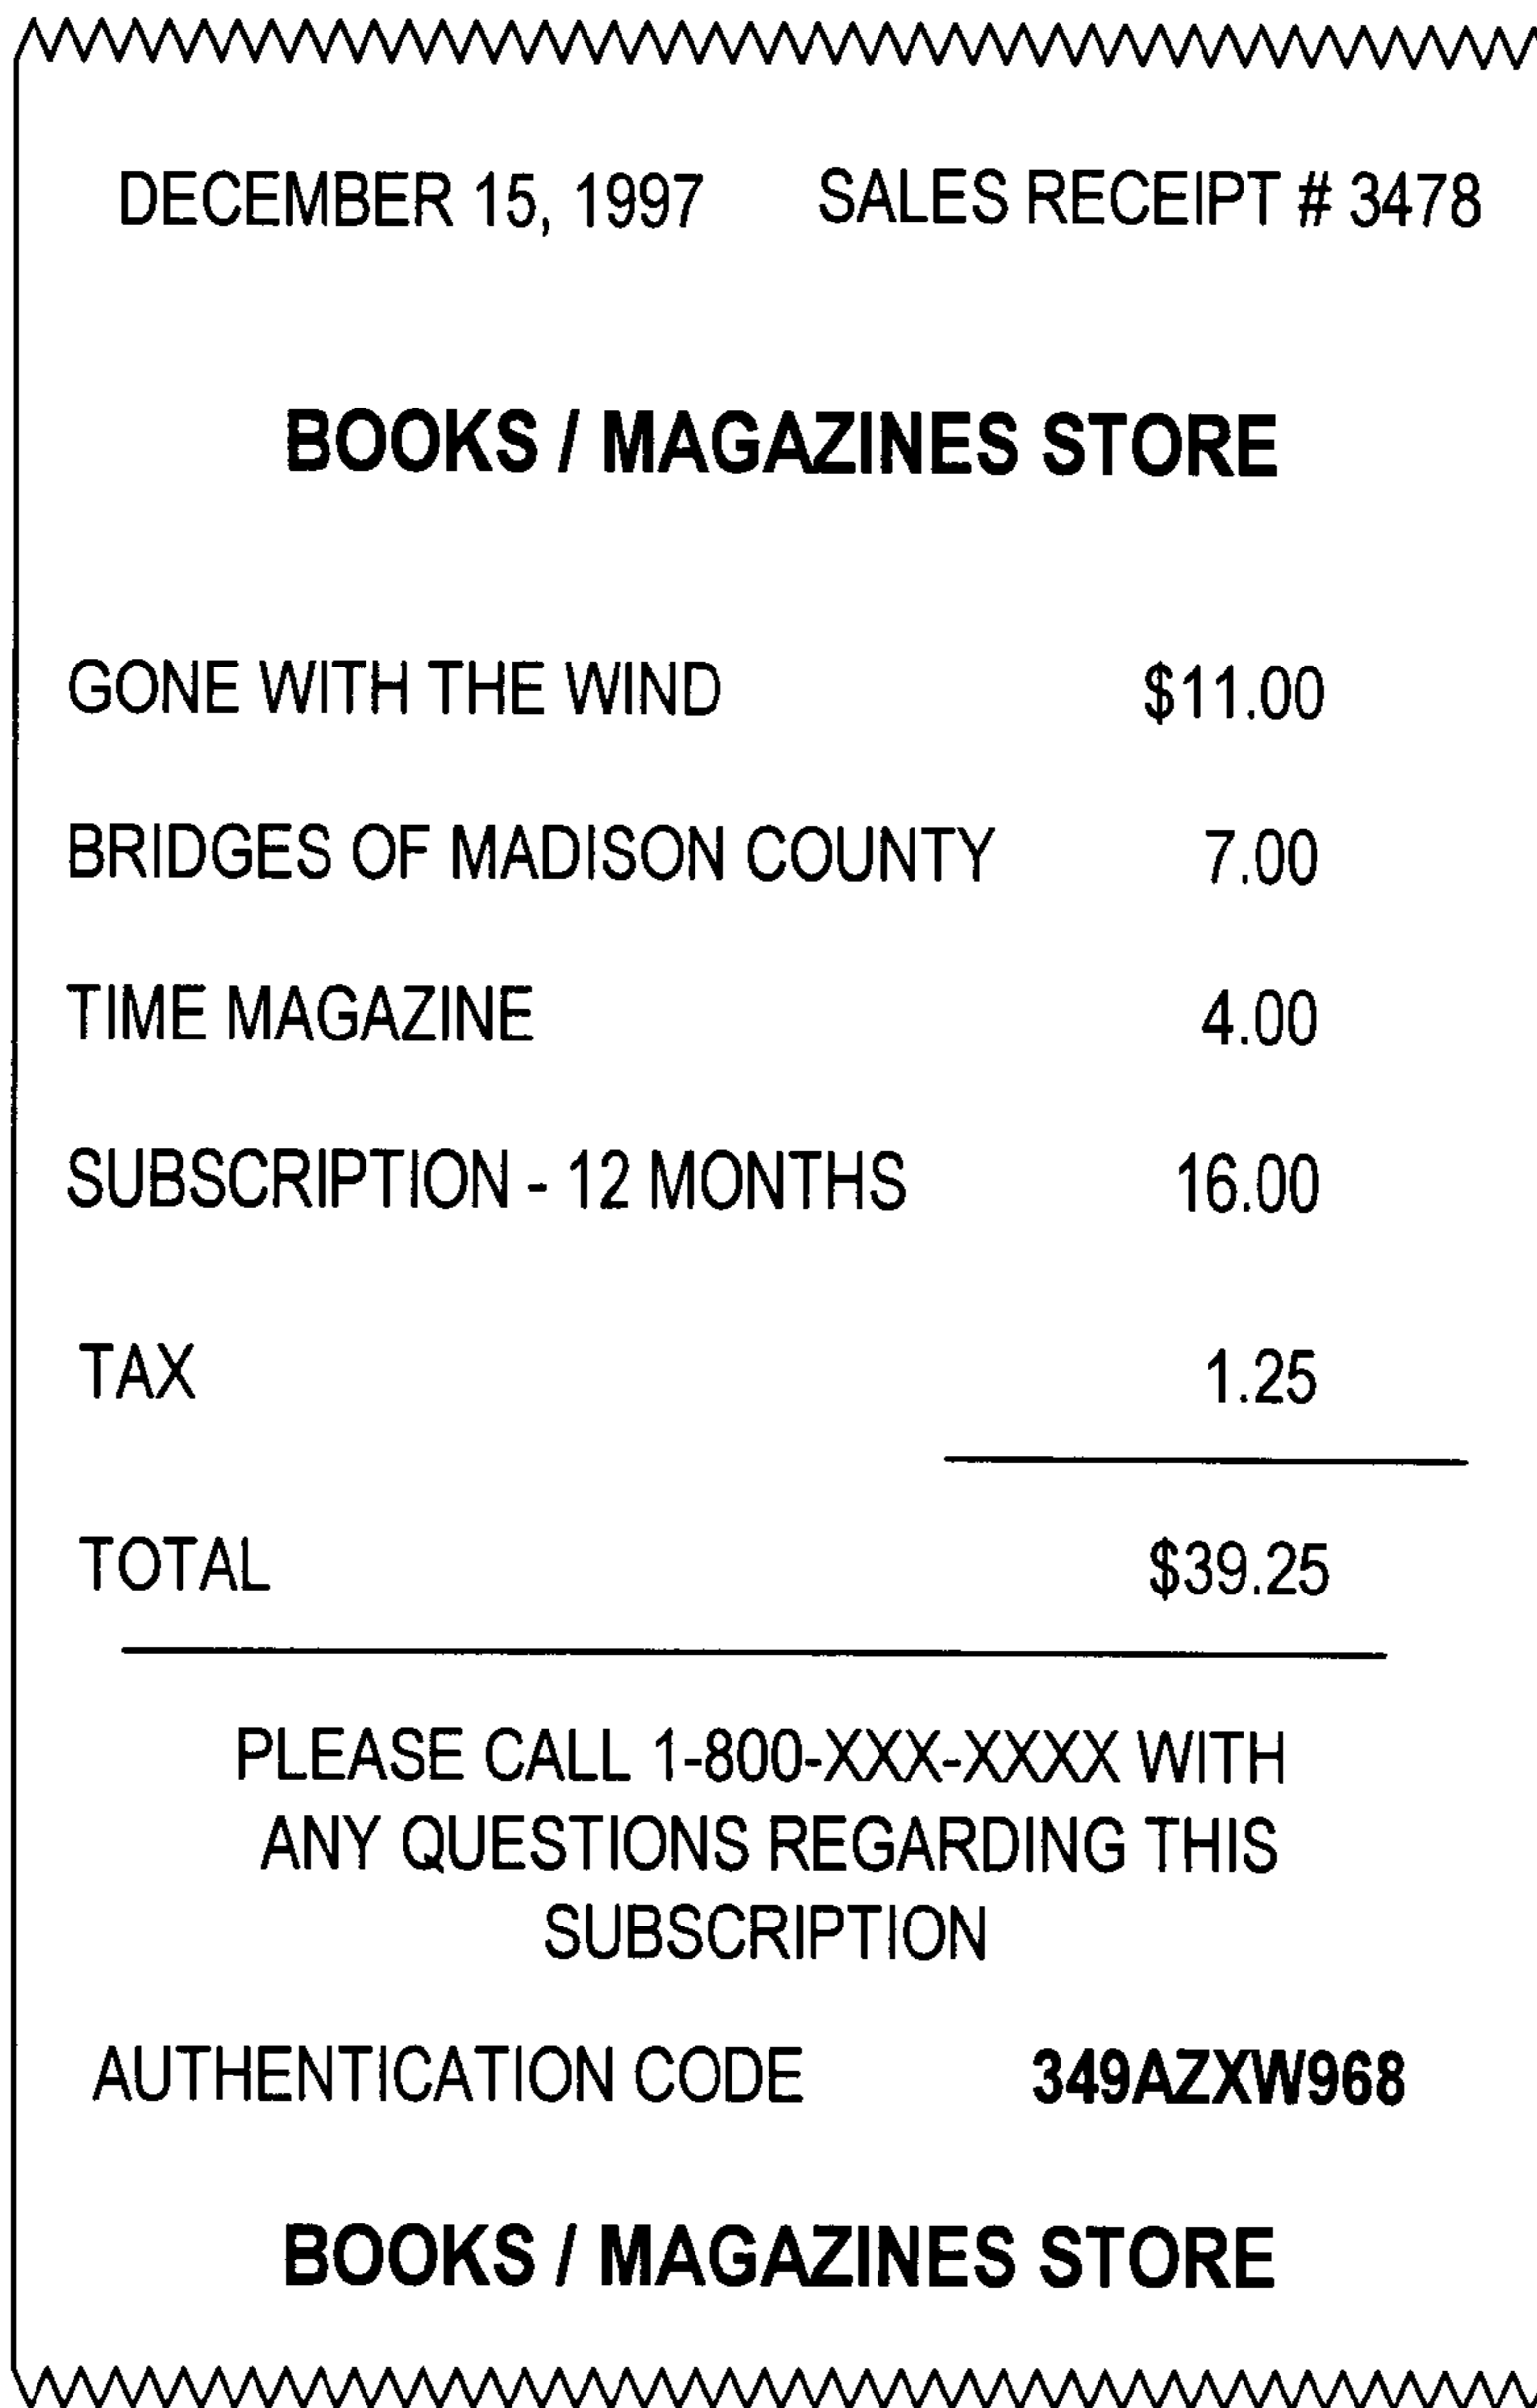 DECEMBER 15, 1997 SALES RECEIPT # 3478
BOOKS / MAGAZINES STORE
GONE WITH THE WIND $11.00
BRIDGES OF MADISON COUNTY 7.00
TIME MAGAZINE 4.00
SUBSCRIPTION - 12 MONTHS 16.00
TAX 1.25
TOTAL $39.25
PLEASE CALL 1-800-XXX-XXXX WITH
ANY QUESTIONS REGARDING THIS
SUBSCRIPTION
AUTHENTICATION CODE 349AZXW968
BOOKS / MAGAZINES STORE